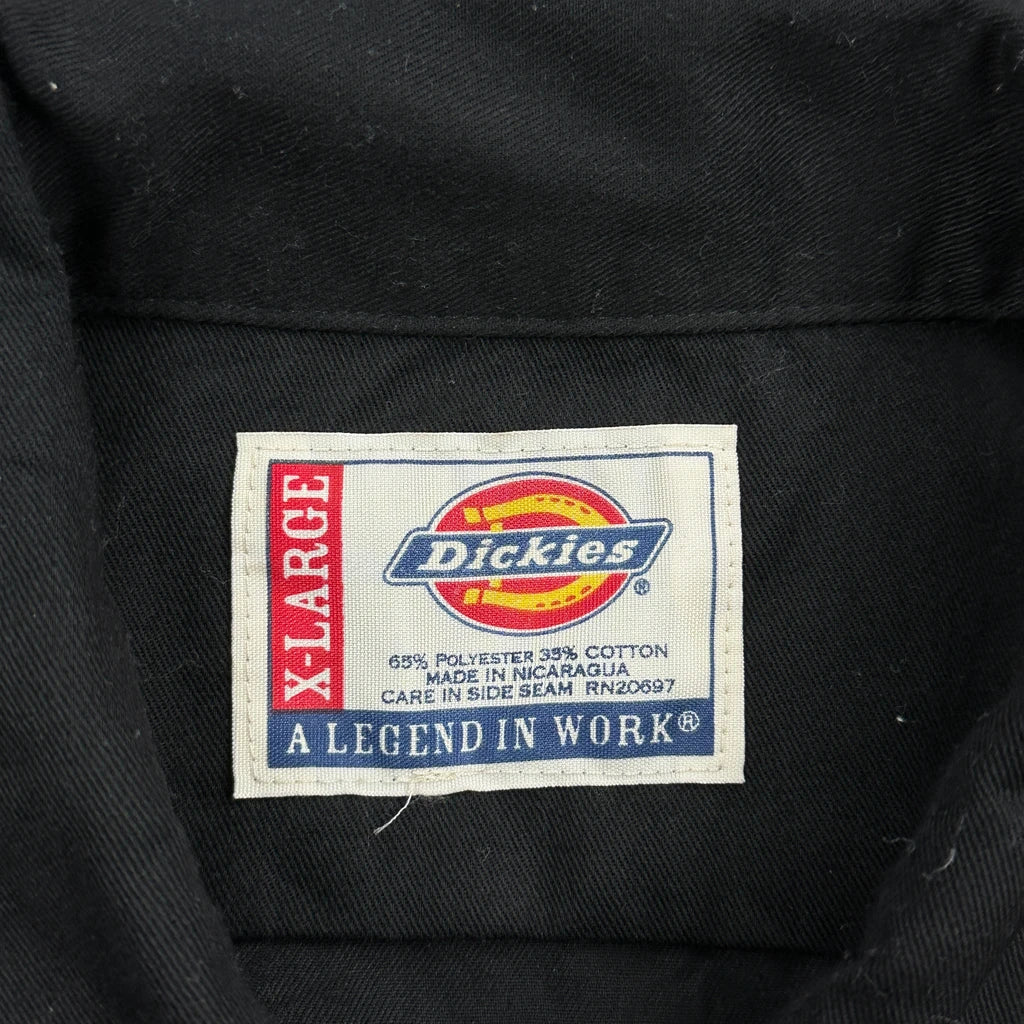 X-LARGE
Dickies®
65% POLYESTER 35% COTTON
MADE IN NICARAGUA
CARE IN SIDE SEAM RN20697
A LEGEND IN WORK®